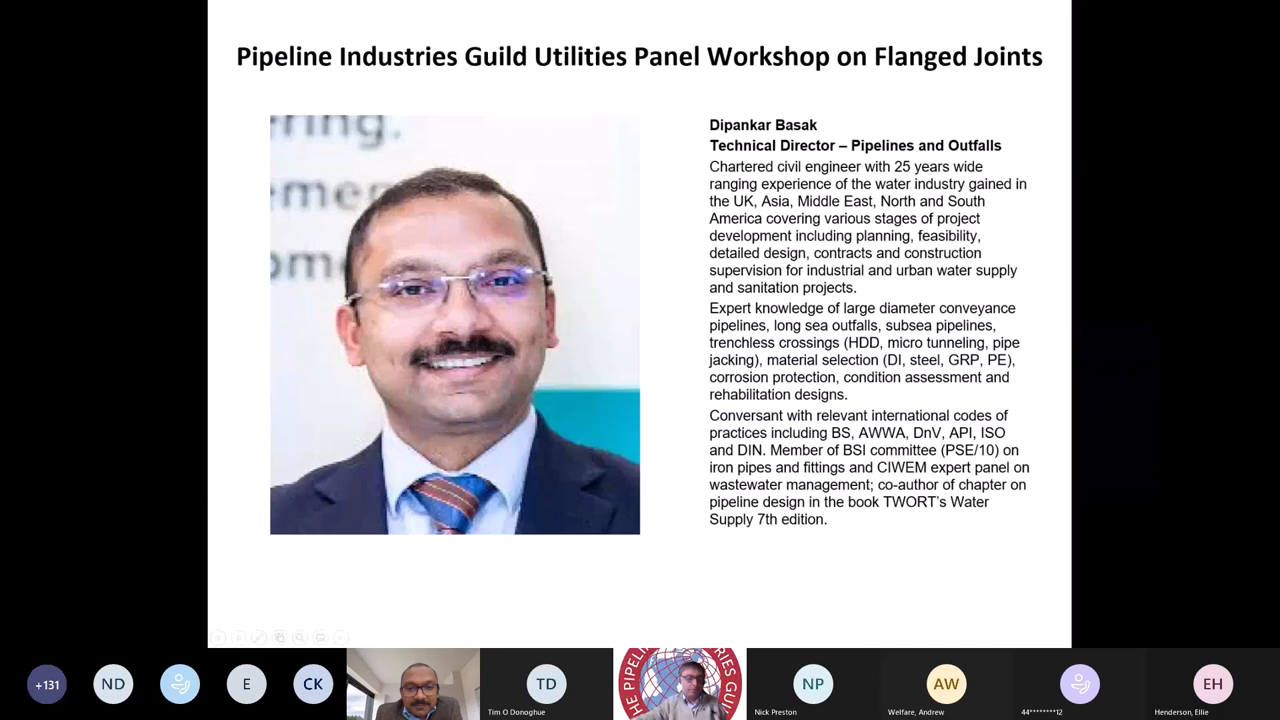 Pipeline Industries Guild Utilities Panel Workshop on Flanged Joints
ering.
Dipankar Basak
Technical Director – Pipelines and Outfalls
Chartered civil engineer with 25 years wide
ranging experience of the water industry gained in
the UK, Asia, Middle East, North and South
America covering various stages of project
development including planning, feasibility,
detailed design, contracts and construction
supervision for industrial and urban water supply
and sanitation projects.
Expert knowledge of large diameter conveyance
pipelines, long sea outfalls, subsea pipelines,
trenchless crossings (HDD, micro tunneling, pipe
jacking), material selection (DI, steel, GRP, PE),
corrosion protection, condition assessment and
rehabilitation designs.
Conversant with relevant international codes of
practices including BS, AWWA, DnV, API, ISO
and DIN. Member of BSI committee (PSE/10) on
iron pipes and fittings and CIWEM expert panel on
wastewater management; co-author of chapter on
pipeline design in the book TWORT's Water
Supply 7th edition.
+131
ND
E
CK
TD
Tim O Donoghue
THE PIPELIN
RIES GUI
NP
Nick Preston
AW
Welfare, Andrew
44********12
EH
Henderson, Ellie